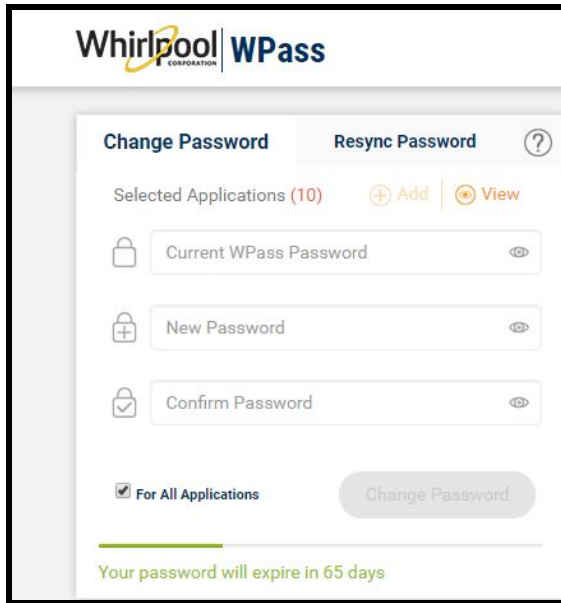 Whirlpool WPass
CORPORATION
Change Password Resync Password ?
Selected Applications (10) Add View
Current WPass Password
New Password
Confirm Password
For All Applications Change Password
Your password will expire in 65 days